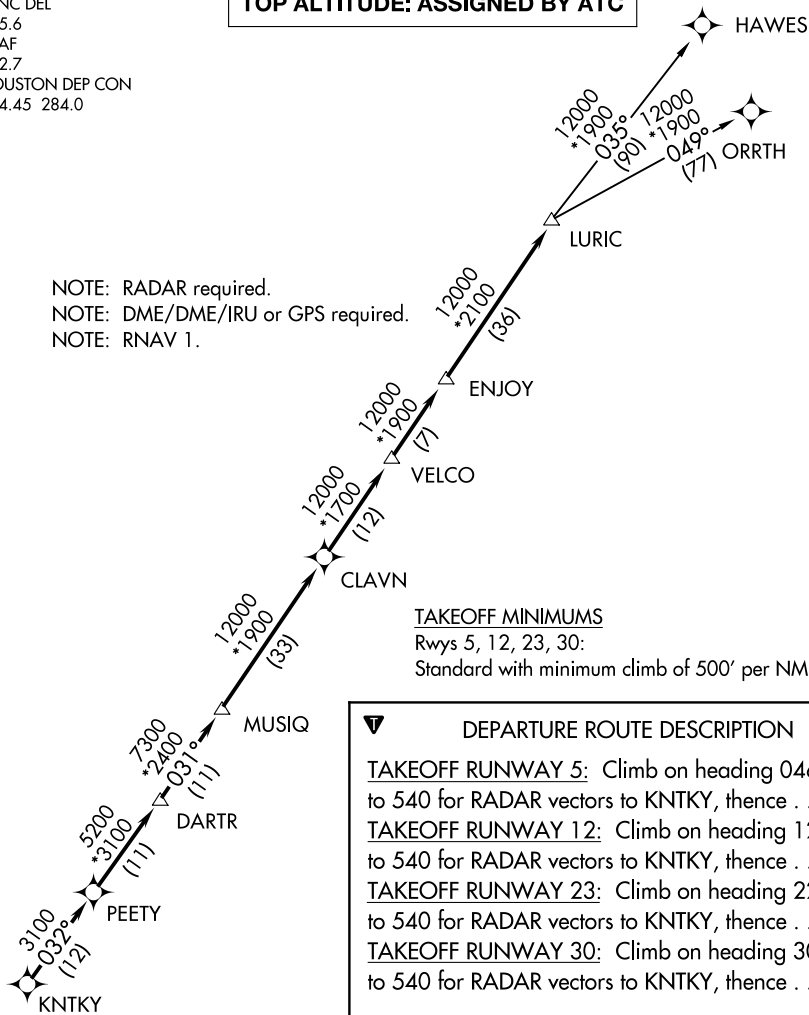 NC DEL
5.6
AF
2.7
OUSTON DEP CON
4.45 284.0
TOP ALTITUDE: ASSIGNED BY ATC
HAWES
12000
*1900
035°
(90)
12000
*1900
049°
(77)
ORRTH
LURIC
NOTE: RADAR required.
NOTE: DME/DME/IRU or GPS required.
NOTE: RNAV 1.
12000
*2100
(36)
ENJOY
12000
*1900
(7)
VELCO
12000
*1700
(12)
CLAVN
12000
*1900
(33)
TAKEOFF MINIMUMS
Rwys 5, 12, 23, 30:
Standard with minimum climb of 500' per NM
MUSIQ
7300
*2400
031°
(11)
DARTR
5200
*3100
(11)
PEETY
3100
032°
(12)
KNTKY
T
DEPARTURE ROUTE DESCRIPTION
TAKEOFF RUNWAY 5: Climb on heading 046
to 540 for RADAR vectors to KNTKY, thence . .
TAKEOFF RUNWAY 12: Climb on heading 12
to 540 for RADAR vectors to KNTKY, thence . .
TAKEOFF RUNWAY 23: Climb on heading 22
to 540 for RADAR vectors to KNTKY, thence . .
TAKEOFF RUNWAY 30: Climb on heading 30
to 540 for RADAR vectors to KNTKY, thence . .